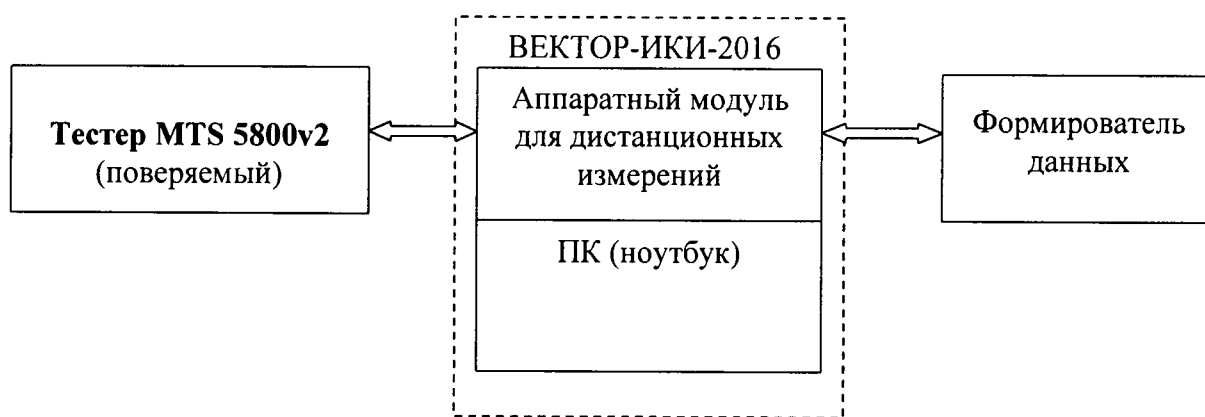 ВЕКТОР-ИКИ-2016
Тестер MTS 5800v2
(поверяемый)
Аппаратный модуль
для дистанционных
измерений
ПК (ноутбук)
Формирователь
данных